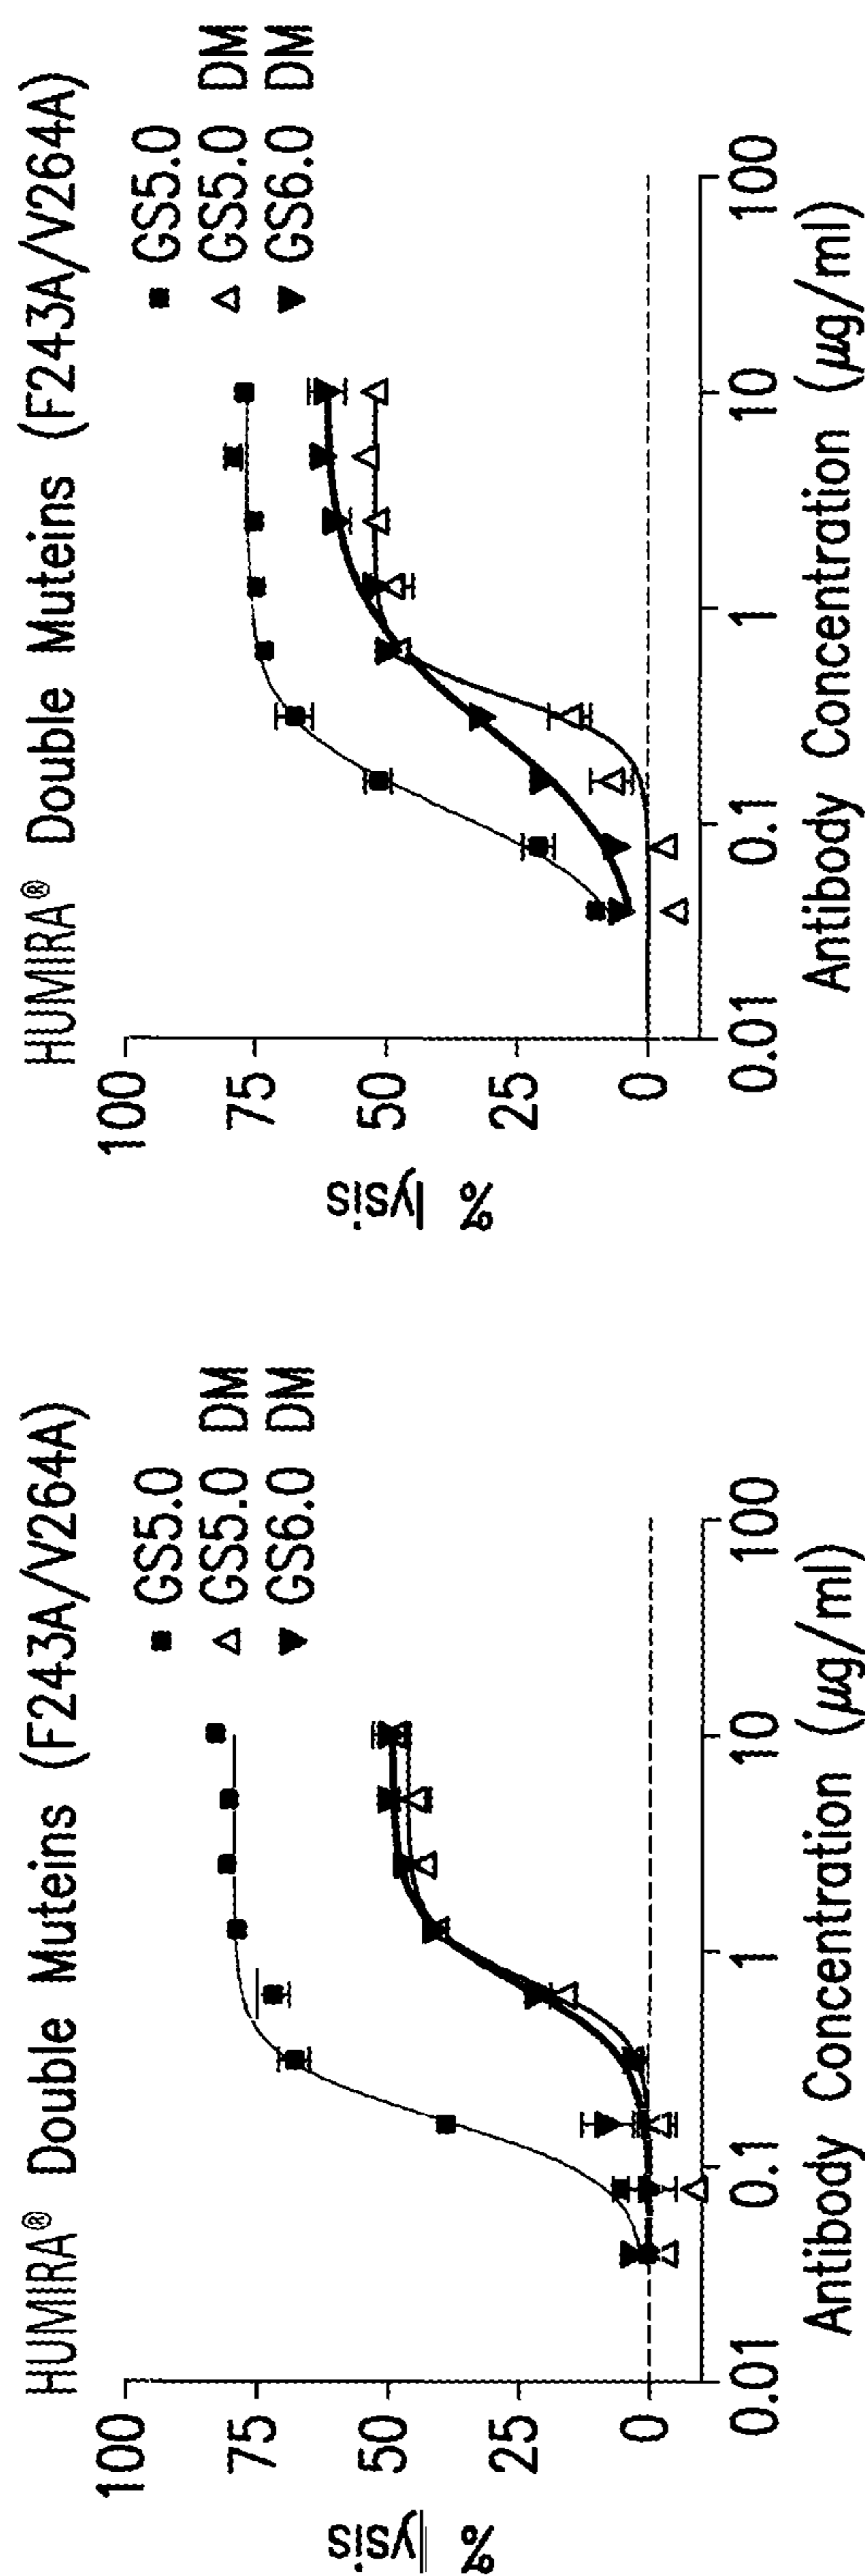 HUMIRA® Double Muteins (F243A/V264A)
GS5.0
GS5.0 DM
GS6.0 DM
100
75
50
25
0
% lysis
0.01
0.1
1
10
100
Antibody Concentration (μg/ml)
HUMIRA® Double Muteins (F243A/V264A)
GS5.0
GS5.0 DM
GS6.0 DM
100
75
50
25
0
% lysis
0.01
0.1
1
10
100
Antibody Concentration (μg/ml)